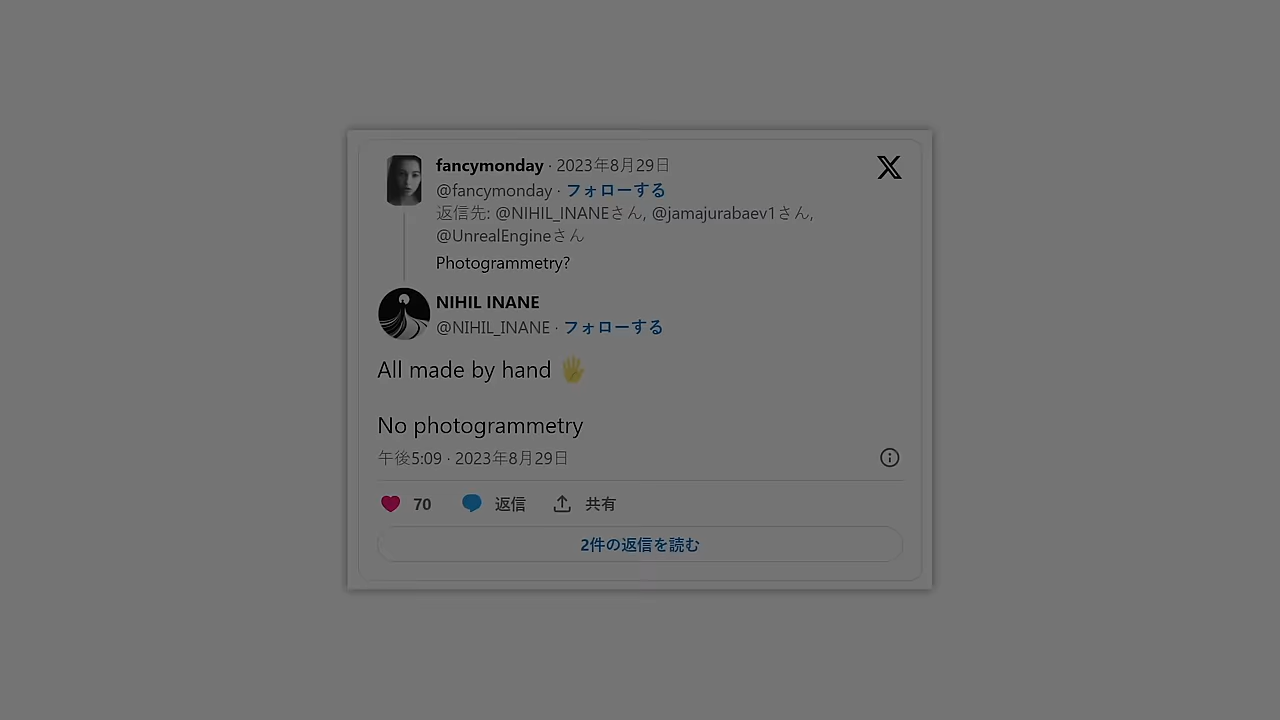 fancymonday · 2023年8月29日
@fancymonday · フォローする
返信先: @NIHIL_INANEさん, @jamajurabaev1さん,
@UnrealEngineさん
Photogrammetry?
NIHIL INANE
@NIHIL_INANE · フォローする
All made by hand 🖐
No photogrammetry
午後5:09 · 2023年8月29日
70 返信 共有
2件の返信を読む